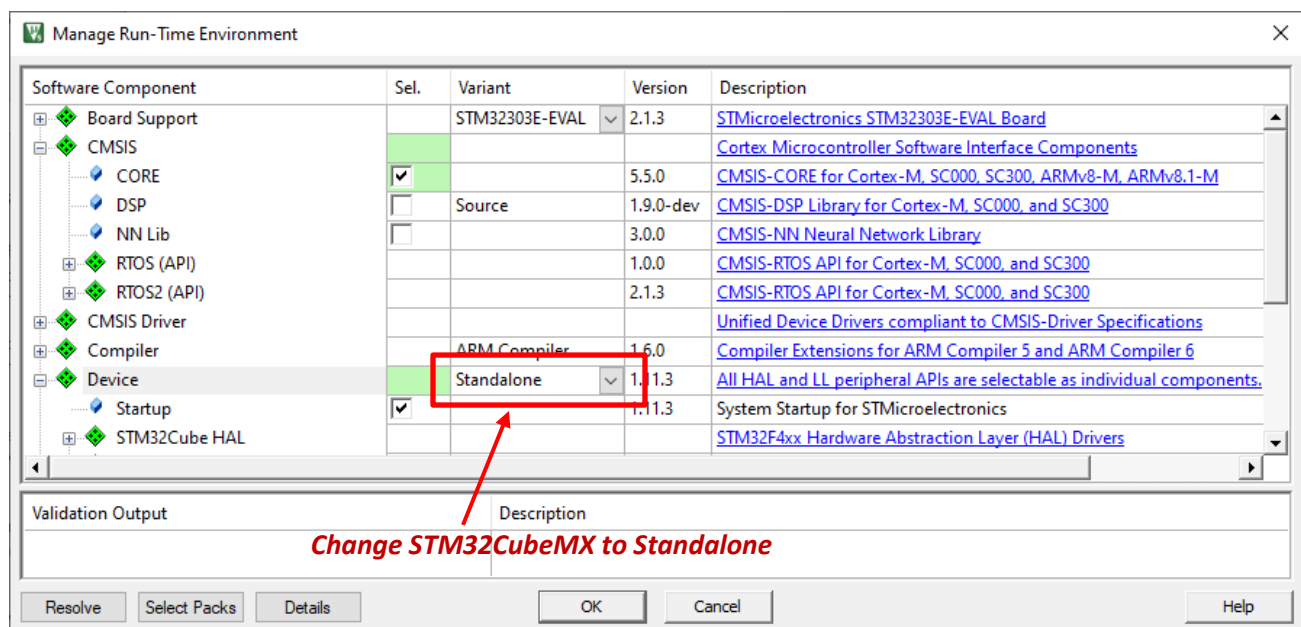 Manage Run-Time Environment
Software Component Sel. Variant Version Description
Board Support STM32303E-EVAL 2.1.3 STMicroelectronics STM32303E-EVAL Board
CMSIS Cortex Microcontroller Software Interface Components
CORE 5.5.0 CMSIS-CORE for Cortex-M, SC000, SC300, ARMv8-M, ARMv8.1-M
DSP Source 1.9.0-dev CMSIS-DSP Library for Cortex-M, SC000, and SC300
NN Lib 3.0.0 CMSIS-NN Neural Network Library
RTOS (API) 1.0.0 CMSIS-RTOS API for Cortex-M, SC000, and SC300
RTOS2 (API) 2.1.3 CMSIS-RTOS API for Cortex-M, SC000, and SC300
CMSIS Driver Unified Device Drivers compliant to CMSIS-Driver Specifications
Compiler ARM Compiler 1.6.0 Compiler Extensions for ARM Compiler 5 and ARM Compiler 6
Device Standalone 1.11.3 All HAL and LL peripheral APIs are selectable as individual components.
Startup 1.11.3 System Startup for STMicroelectronics
STM32Cube HAL STM32F4xx Hardware Abstraction Layer (HAL) Drivers
Validation Output Description
Change STM32CubeMX to Standalone
Resolve Select Packs Details OK Cancel Help